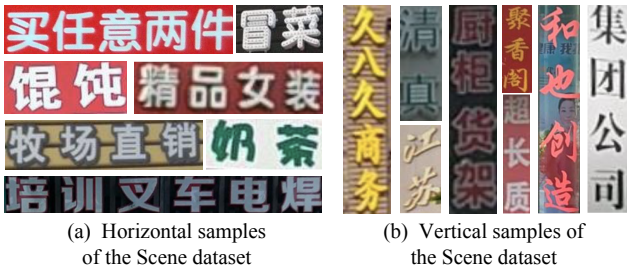 买任意两件
冒菜
馄饨
精品女装
牧场直销
奶茶
培训叉车电焊
(a) Horizontal samples
of the Scene dataset
久八久商务
清真
江苏
厨柜货架
聚香阁
超长质
和也创造
集团公司
(b) Vertical samples of
the Scene dataset